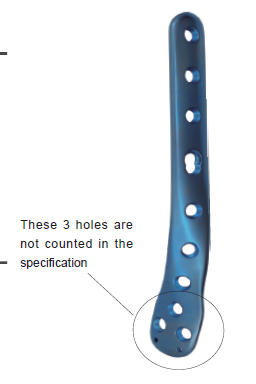 These 3 holes are
not counted in the
specification